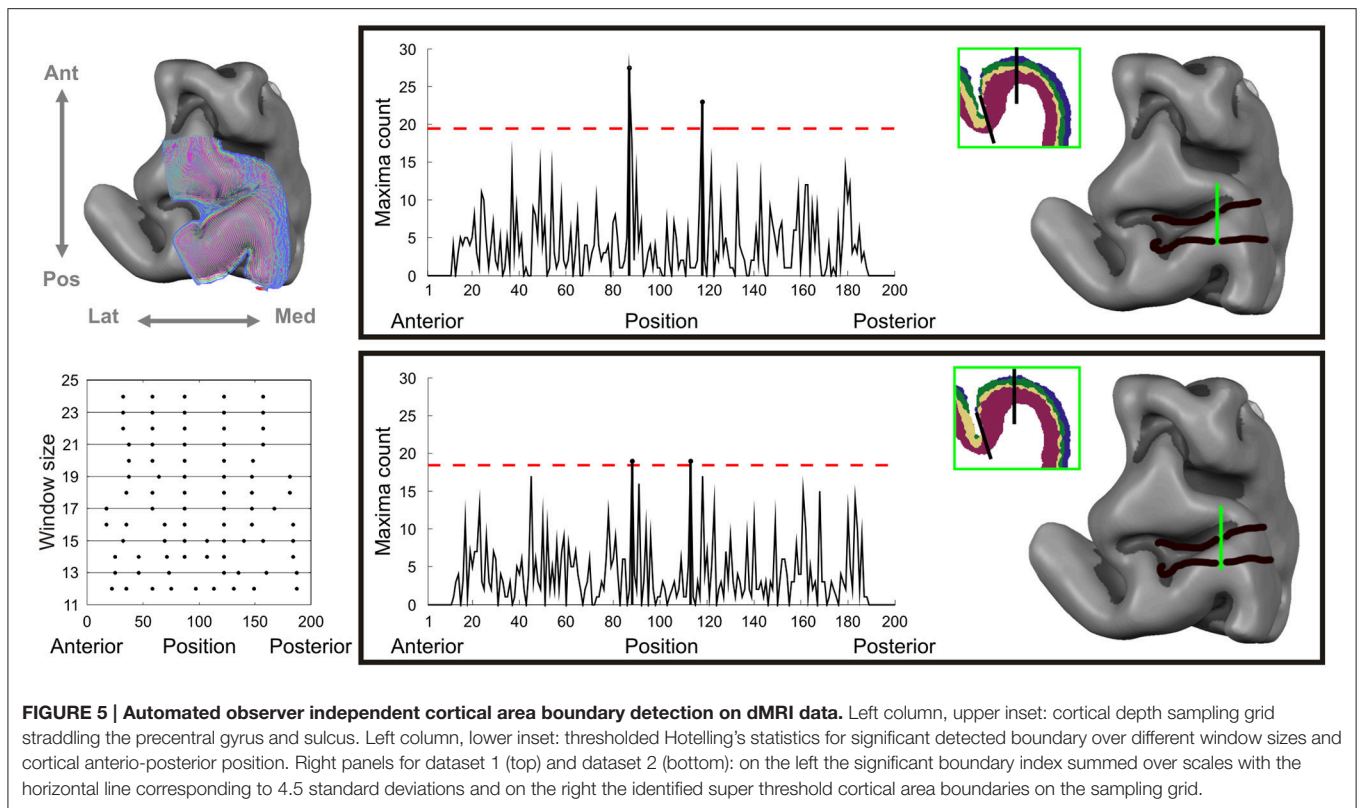 Ant
Pos
Lat
Med
25
23
21
19
17
15
13
11
Window size
0 50 100 150 200
Anterior Position Posterior
30
25
20
15
10
5
0
Maxima count
1 20 40 60 80 100 120 140 160 180 200
Anterior Position Posterior
30
25
20
15
10
5
0
Maxima count
1 20 40 60 80 100 120 140 160 180 200
Anterior Position Posterior
FIGURE 5 | Automated observer independent cortical area boundary detection on dMRI data. Left column, upper inset: cortical depth sampling grid
straddling the precentral gyrus and sulcus. Left column, lower inset: thresholded Hotelling's statistics for significant detected boundary over different window sizes and
cortical anterio-posterior position. Right panels for dataset 1 (top) and dataset 2 (bottom): on the left the significant boundary index summed over scales with the
horizontal line corresponding to 4.5 standard deviations and on the right the identified super threshold cortical area boundaries on the sampling grid.